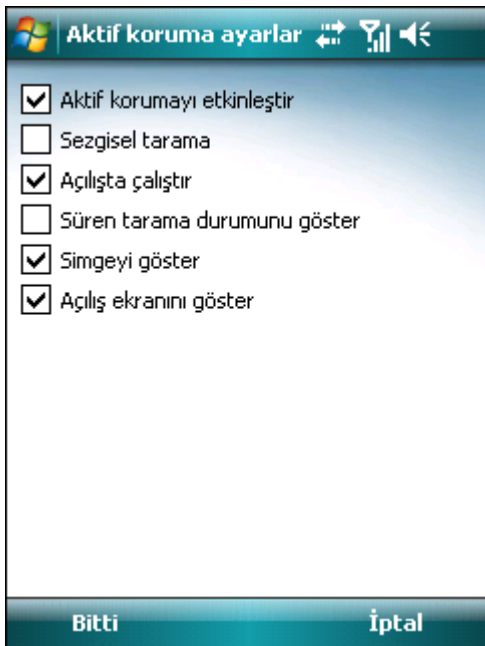 Aktif koruma ayarlar
Aktif korumayı etkinleştir
Sezgisel tarama
Açılışta çalıştır
Süren tarama durumunu göster
Simgeyi göster
Açılış ekranını göster
Bitti İptal